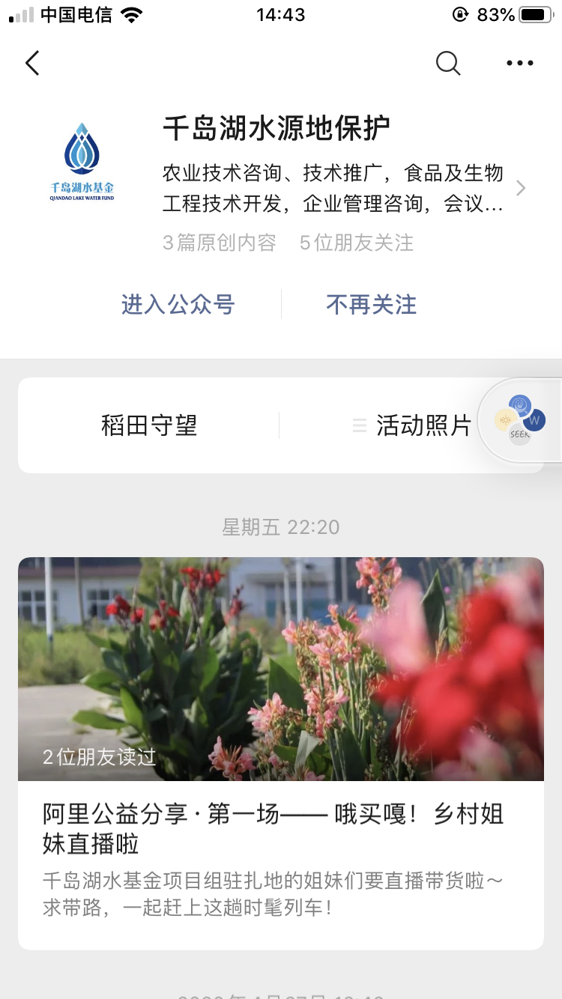 中国电信
14:43
83%
千岛湖水源地保护
千岛湖水基金
QIANDAO LAKE WATER FUND
农业技术咨询、技术推广，食品及生物
工程技术开发，企业管理咨询，会议...
3篇原创内容 5位朋友关注
进入公众号 不再关注
稻田守望 活动照片
W
SEEK
星期五 22:20
2位朋友读过
阿里公益分享 · 第一场—— 哦买嘎！乡村姐
妹直播啦
千岛湖水基金项目组驻扎地的姐妹们要直播带货啦～
求带路，一起赶上这趟时髦列车！